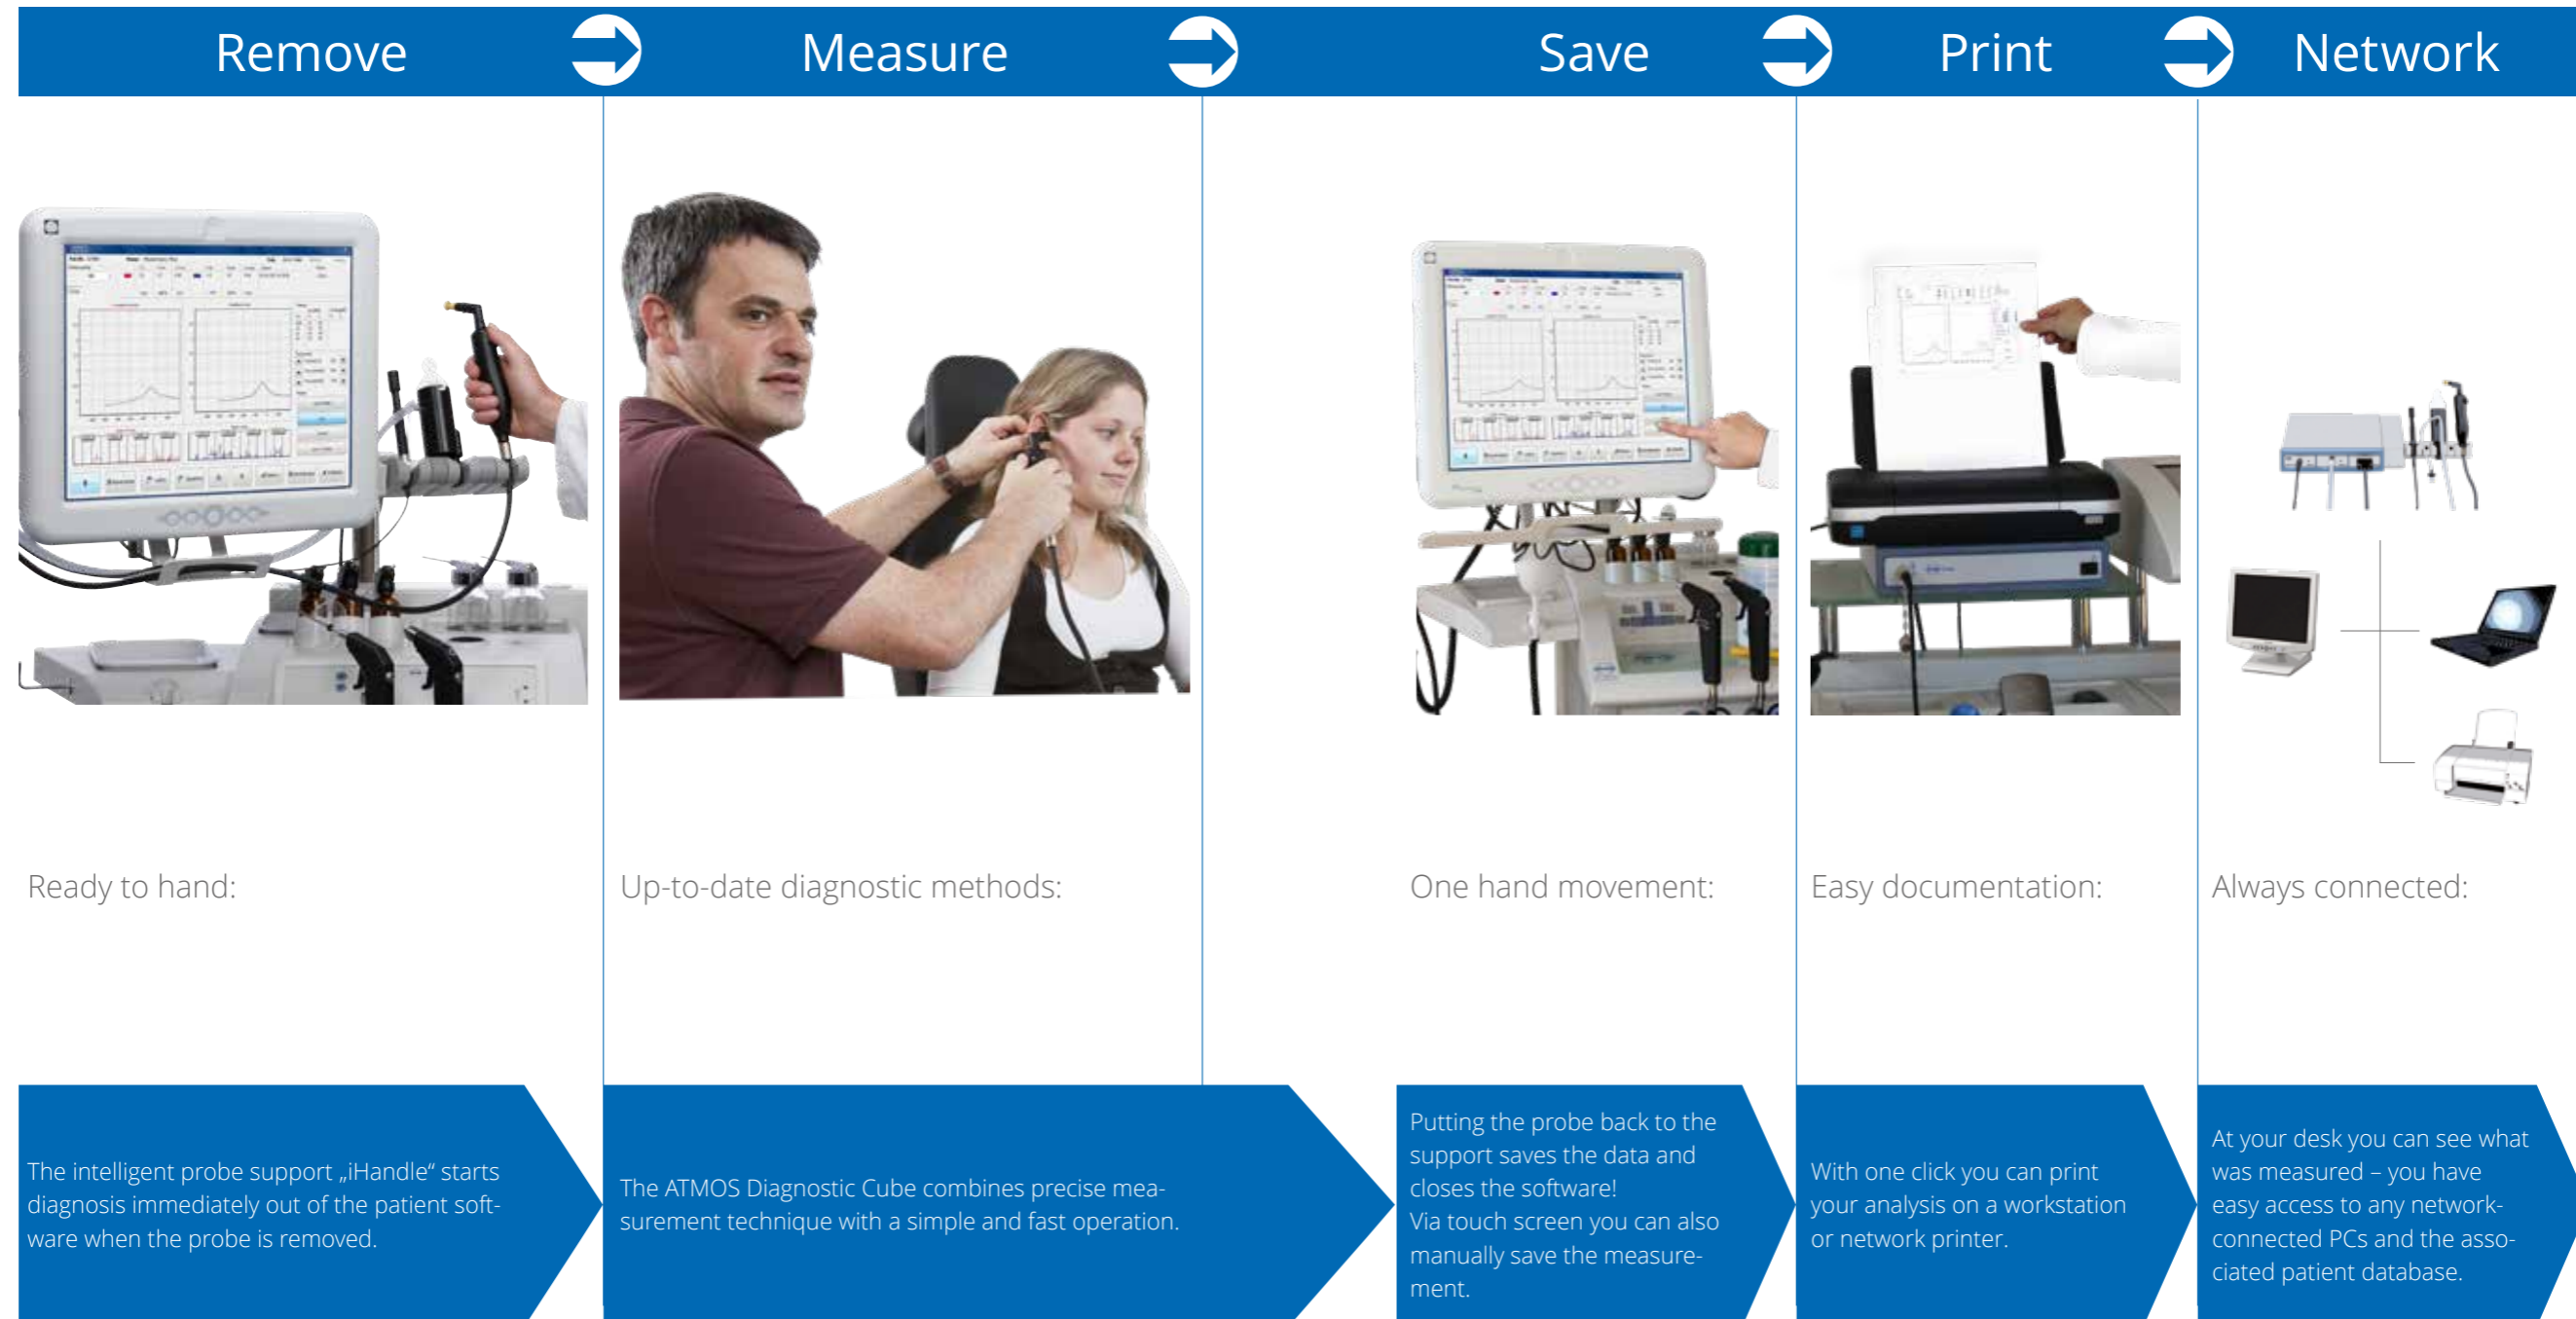 Remove
Measure
Save
Print
Network
Ready to hand:
Up-to-date diagnostic methods:
One hand movement:
Easy documentation:
Always connected:
The intelligent probe support „iHandle“ starts
diagnosis immediately out of the patient soft-
ware when the probe is removed.
The ATMOS Diagnostic Cube combines precise mea-
surement technique with a simple and fast operation.
Putting the probe back to the
support saves the data and
closes the software!
Via touch screen you can also
manually save the measure-
ment.
With one click you can print
your analysis on a workstation
or network printer.
At your desk you can see what
was measured – you have
easy access to any network-
connected PCs and the asso-
ciated patient database.